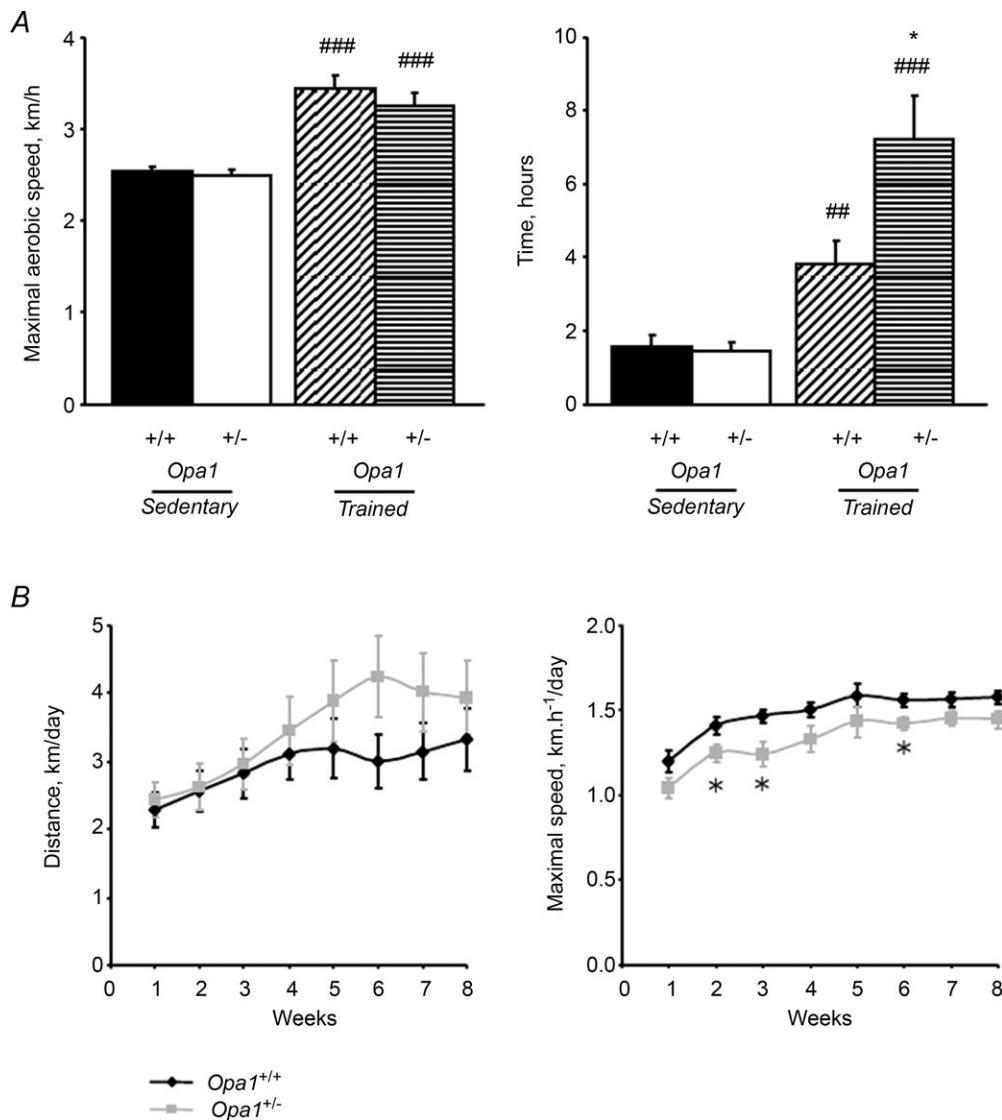 A
Maximal aerobic speed, km/h
4
3
2
1
0
###
###
+/+ +/-
Opa1
Sedentary
+/+ +/-
Opa1
Trained
Time, hours
10
8
6
4
2
0
##
*
###
+/+ +/-
Opa1
Sedentary
+/+ +/-
Opa1
Trained
B
Distance, km/day
5
4
3
2
1
0
0 1 2 3 4 5 6 7 8
Weeks
Maximal speed, km.h-1/day
2.0
1.5
1.0
0.5
0.0
* * *
0 1 2 3 4 5 6 7 8
Weeks
Opa1+/+
Opa1+/-